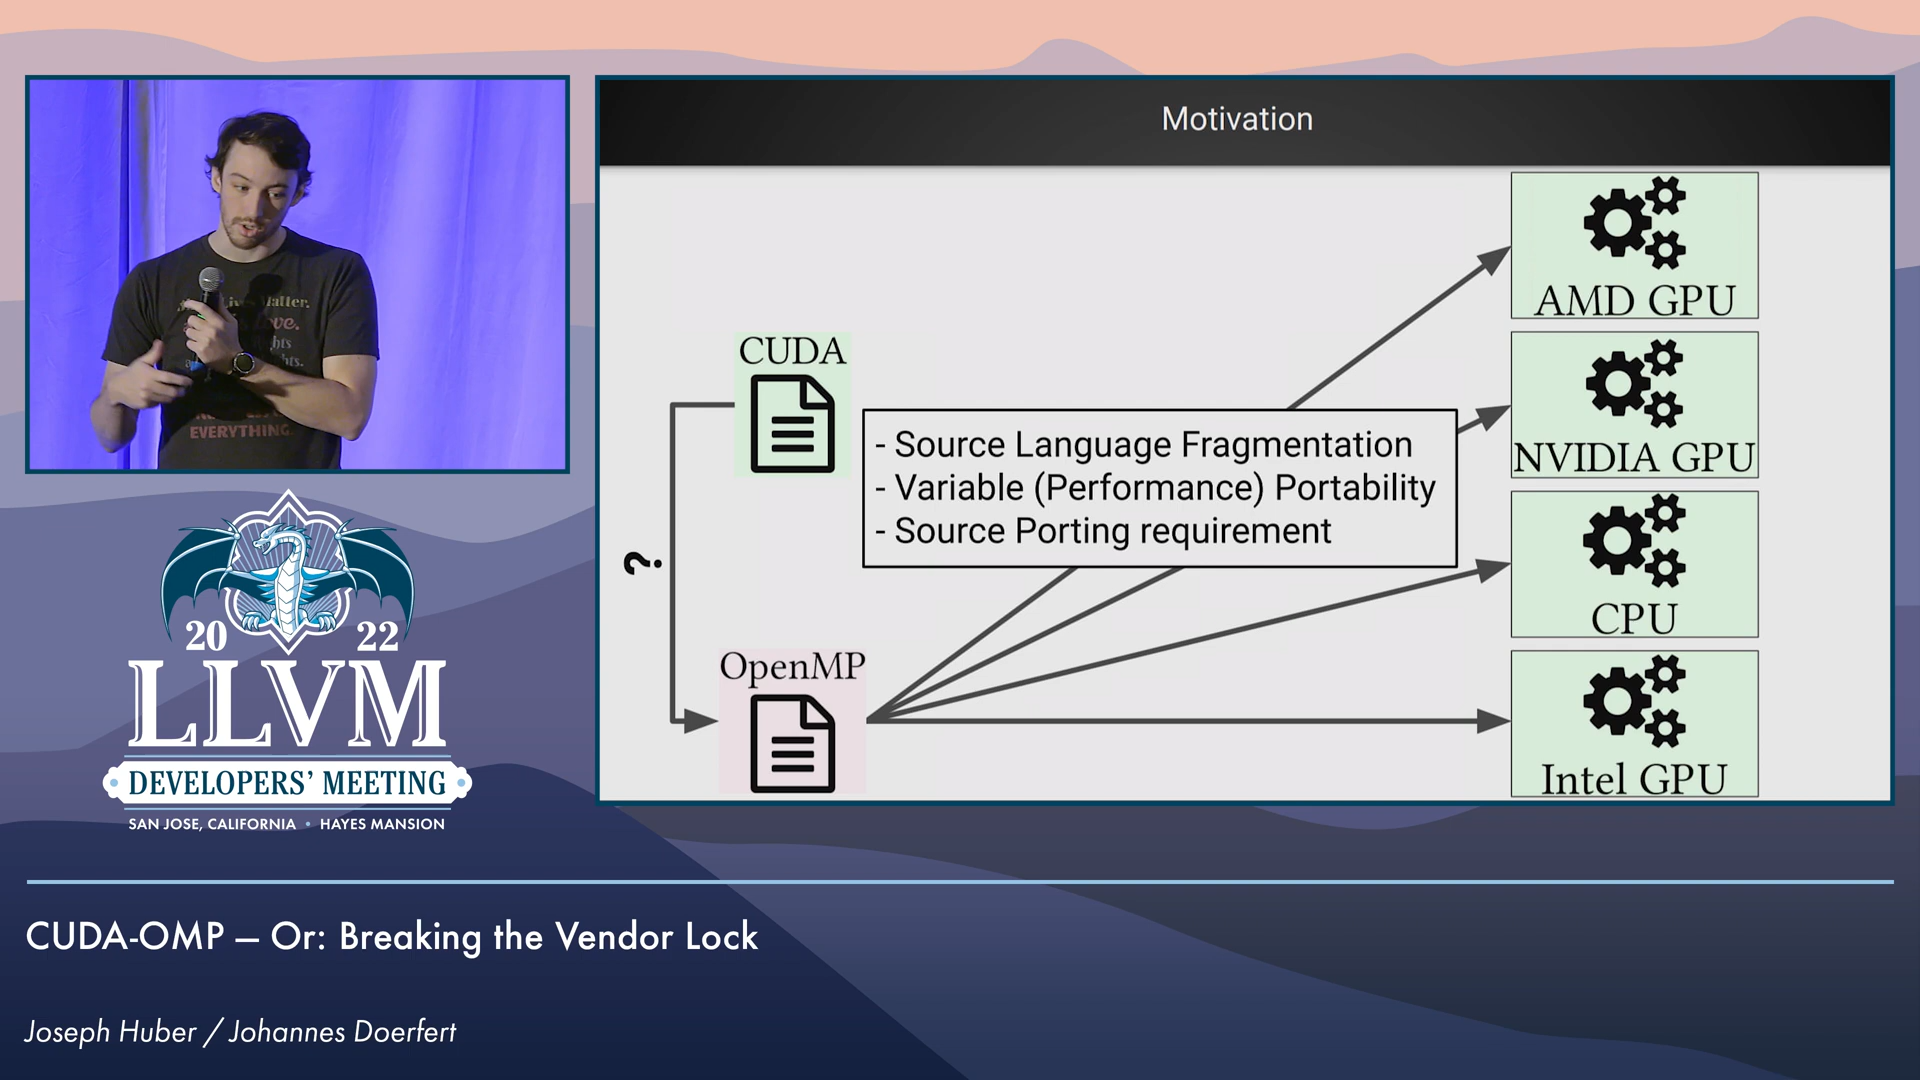 Motivation
AMD GPU
CUDA
NVIDIA GPU
- Source Language Fragmentation
- Variable (Performance) Portability
- Source Porting requirement
?
CPU
OpenMP
Intel GPU
Matter.
EVERYTHING.
20 22
LLVM
DEVELOPERS’ MEETING
SAN JOSE, CALIFORNIA • HAYES MANSION
CUDA-OMP — Or: Breaking the Vendor Lock
Joseph Huber / Johannes Doerfert